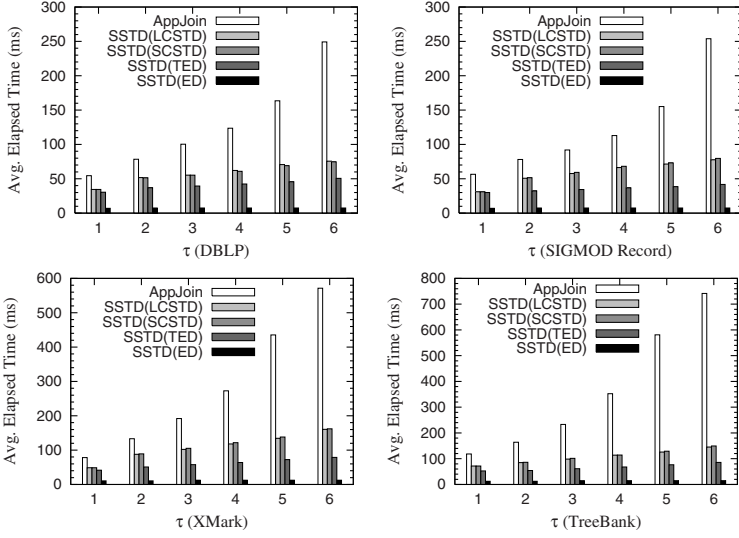 AppJoin
SSTD(LCSTD)
SSTD(SCSTD)
SSTD(TED)
SSTD(ED)
Avg. Elapsed Time (ms)
300
250
200
150
100
50
0
1 2 3 4 5 6
τ (DBLP)
AppJoin
SSTD(LCSTD)
SSTD(SCSTD)
SSTD(TED)
SSTD(ED)
Avg. Elapsed Time (ms)
300
250
200
150
100
50
0
1 2 3 4 5 6
τ (SIGMOD Record)
AppJoin
SSTD(LCSTD)
SSTD(SCSTD)
SSTD(TED)
SSTD(ED)
Avg. Elapsed Time (ms)
600
500
400
300
200
100
0
1 2 3 4 5 6
τ (XMark)
AppJoin
SSTD(LCSTD)
SSTD(SCSTD)
SSTD(TED)
SSTD(ED)
Avg. Elapsed Time (ms)
800
700
600
500
400
300
200
100
0
1 2 3 4 5 6
τ (TreeBank)